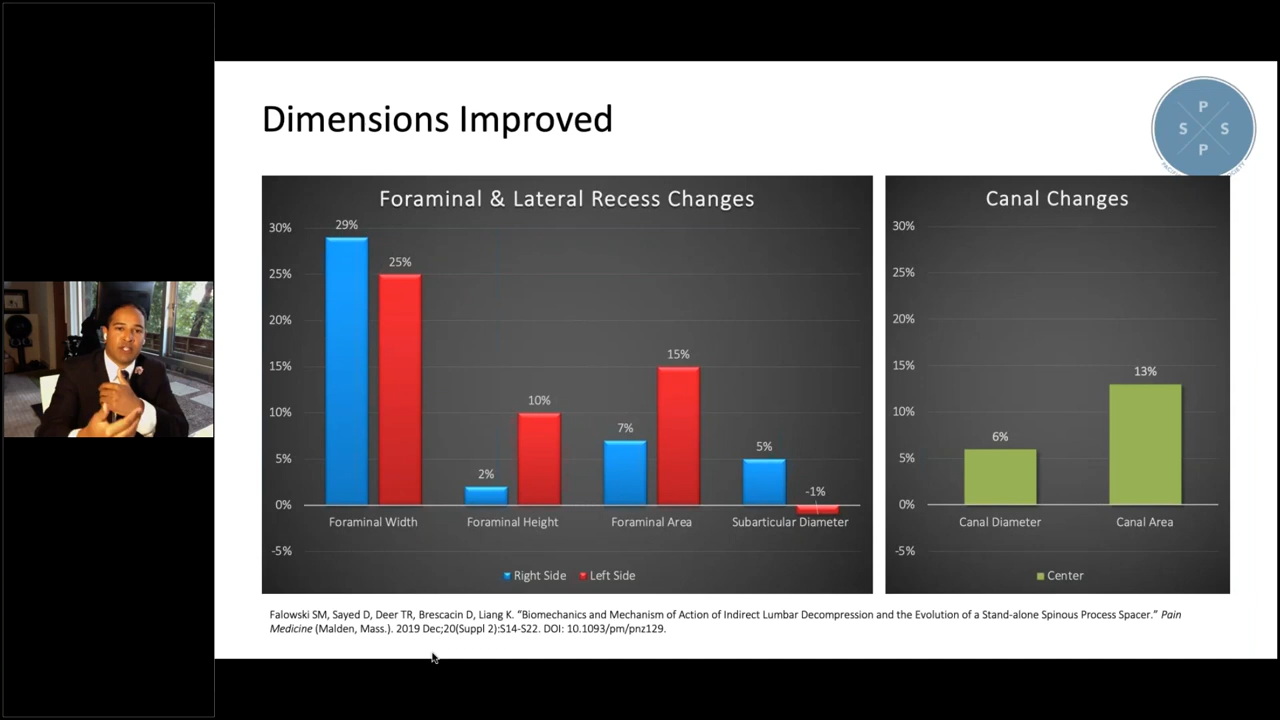 Dimensions Improved
P
S S
P
Foraminal & Lateral Recess Changes
30%
25%
20%
15%
10%
5%
0%
-5%
29%
25%
2%
10%
7%
15%
5%
-1%
Foraminal Width
Foraminal Height
Foraminal Area
Subarticular Diameter
Right Side
Left Side
Canal Changes
30%
25%
20%
15%
10%
5%
0%
-5%
6%
13%
Canal Diameter
Canal Area
Center
Falowski SM, Sayed D, Deer TR, Brescacin D, Liang K. “Biomechanics and Mechanism of Action of Indirect Lumbar Decompression and the Evolution of a Stand-alone Spinous Process Spacer.” Pain
Medicine (Malden, Mass.). 2019 Dec;20(Suppl 2):S14-S22. DOI: 10.1093/pm/pnz129.